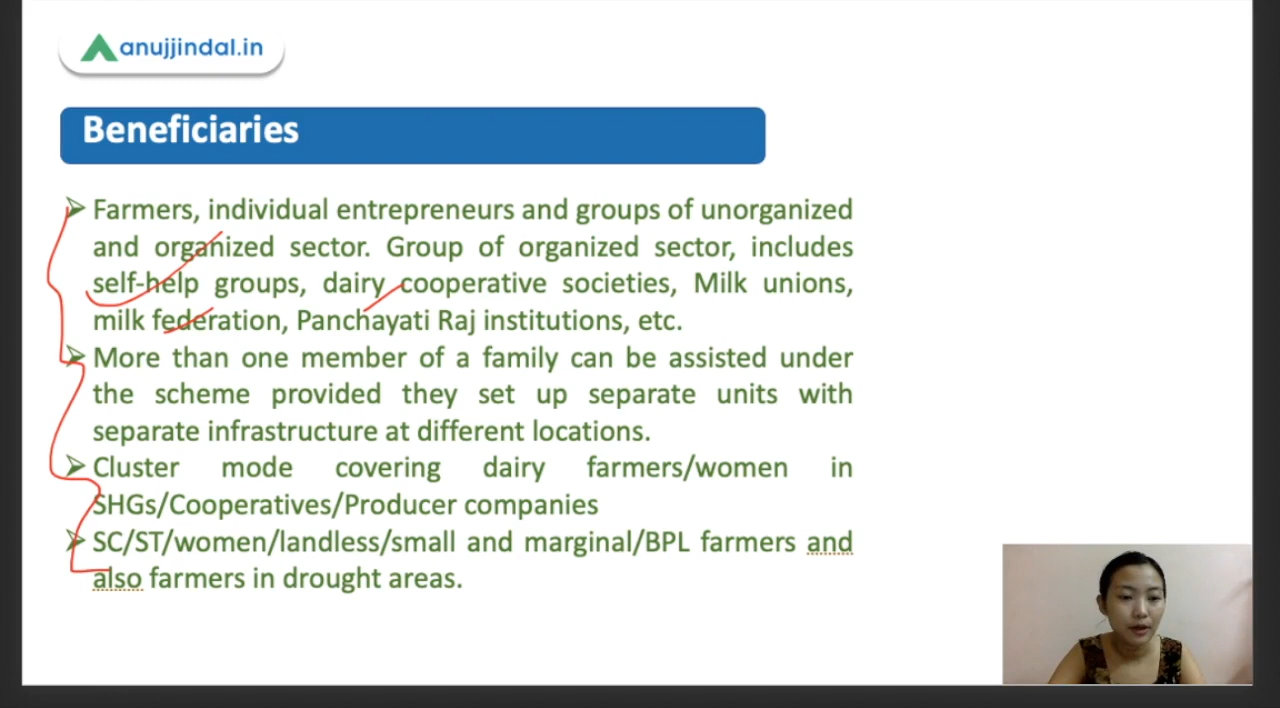 anujjindal.in
Beneficiaries
➢ Farmers, individual entrepreneurs and groups of unorganized
and organized sector. Group of organized sector, includes
self-help groups, dairy cooperative societies, Milk unions,
milk federation, Panchayati Raj institutions, etc.
➢ More than one member of a family can be assisted under
the scheme provided they set up separate units with
separate infrastructure at different locations.
➢ Cluster mode covering dairy farmers/women in
SHGs/Cooperatives/Producer companies
➢ SC/ST/women/landless/small and marginal/BPL farmers and
also farmers in drought areas.